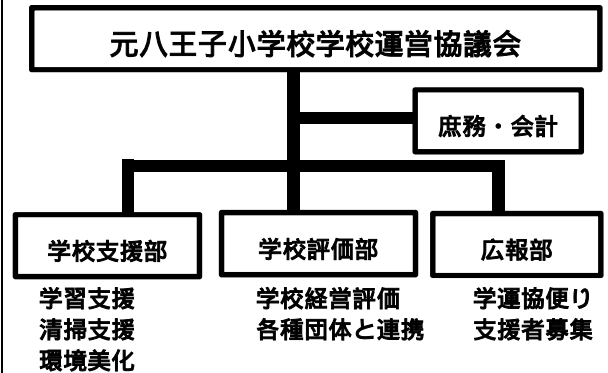 元八王子小学校学校運営協議会
庶務・会計
学校支援部
学習支援
清掃支援
環境美化
学校評価部
学校経営評価
各種団体と連携
広報部
学運協便り
支援者募集